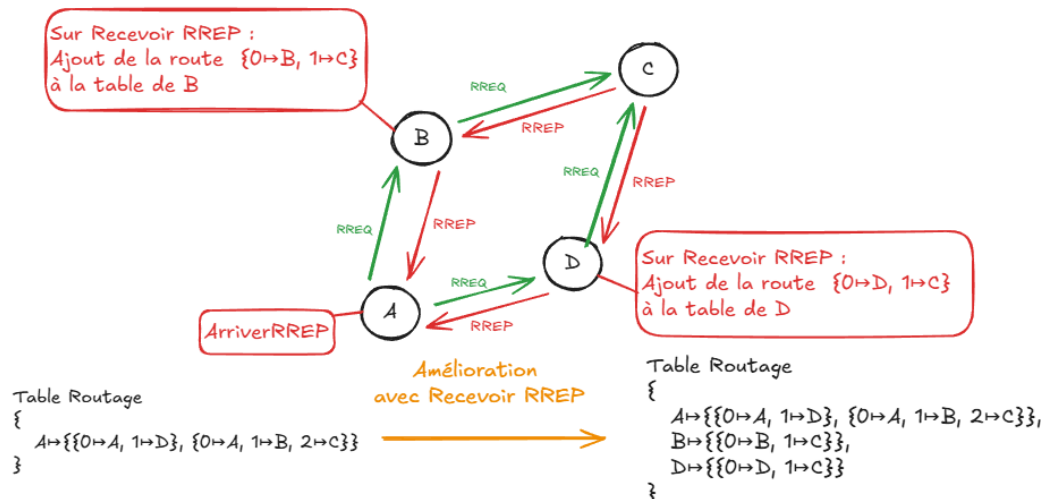 Sur Recevoir RREP :
Ajout de la route {0↦B, 1↦C}
à la table de B
C
RREQ
RREP
B
RREQ
RREP
RREQ
RREP
D
Sur Recevoir RREP :
Ajout de la route {0↦D, 1↦C}
à la table de D
RREQ
A
RREP
ArriverRREP
Amélioration
avec Recevoir RREP
Table Routage
{
A↦{{0↦A, 1↦D}, {0↦A, 1↦B, 2↦C}}
}
Table Routage
{
A↦{{0↦A, 1↦D}, {0↦A, 1↦B, 2↦C}},
B↦{{0↦B, 1↦C}},
D↦{{0↦D, 1↦C}}
}